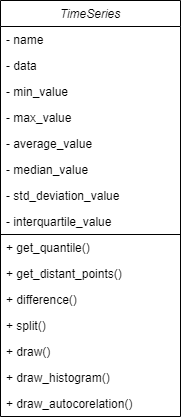 TimeSeries
- name
- data
- min_value
- max_value
- average_value
- median_value
- std_deviation_value
- interquartile_value
+ get_quantile()
+ get_distant_points()
+ difference()
+ split()
+ draw()
+ draw_histogram()
+ draw_autocorelation()